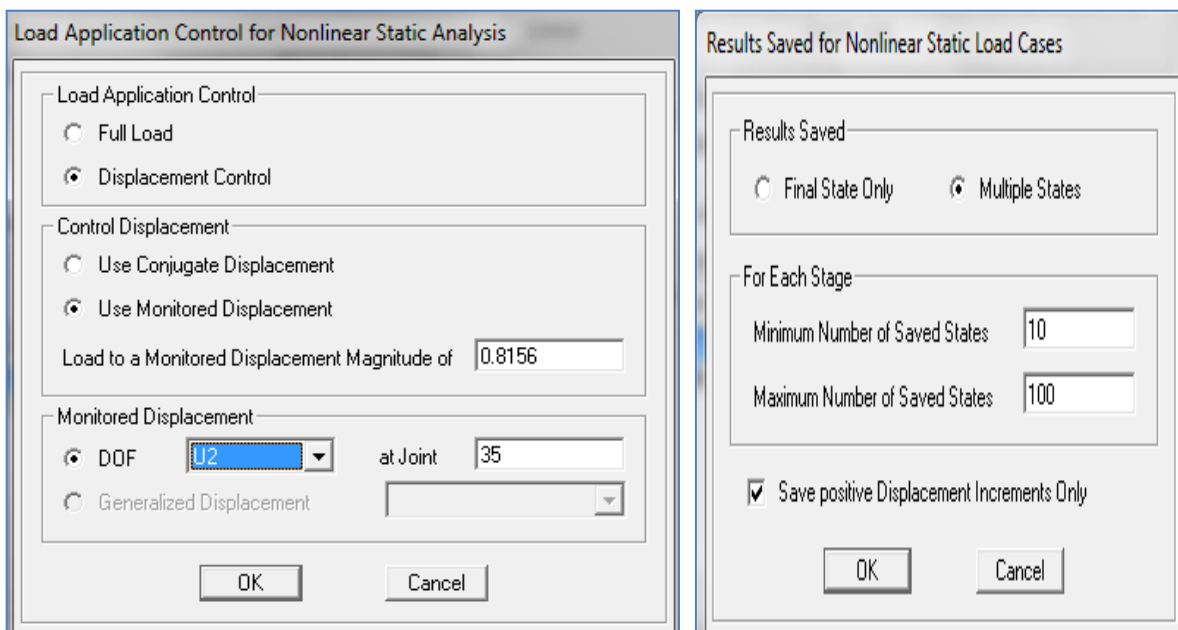 Load Application Control for Nonlinear Static Analysis
Load Application Control
Full Load
Displacement Control
Control Displacement
Use Conjugate Displacement
Use Monitored Displacement
Load to a Monitored Displacement Magnitude of 0.8156
Monitored Displacement
DOF U2 at Joint 35
Generalized Displacement
OK Cancel
Results Saved for Nonlinear Static Load Cases
Results Saved
Final State Only Multiple States
For Each Stage
Minimum Number of Saved States 10
Maximum Number of Saved States 100
Save positive Displacement Increments Only
OK Cancel